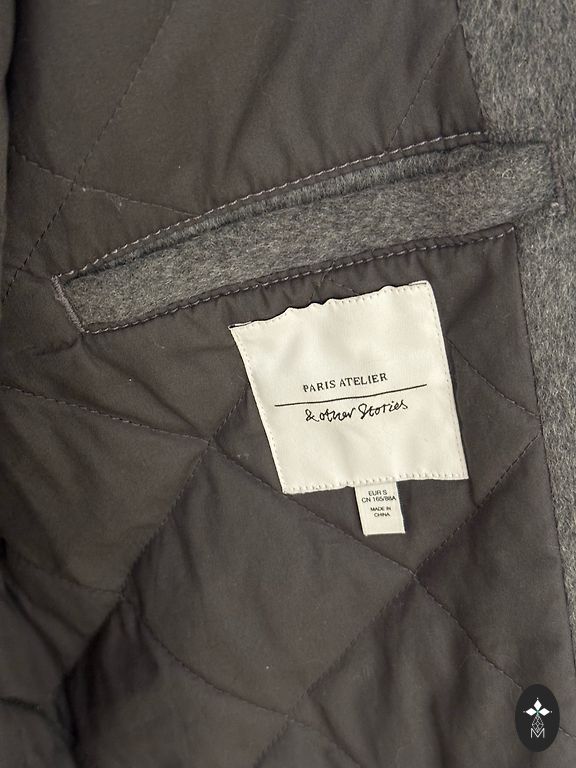 PARIS ATELIER
& other Stories
EUR S
CN 165/88A
MADE IN
CHINA
M